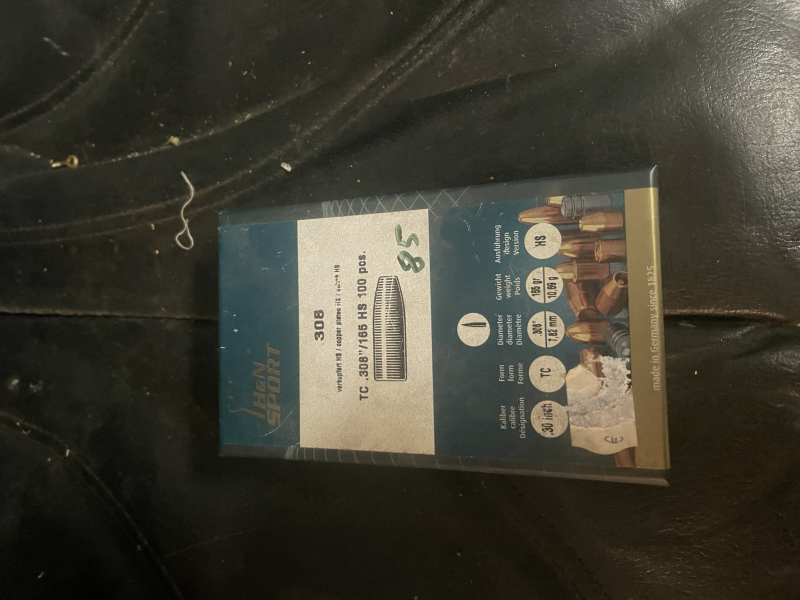 H&N
SPORT
308
verkupfert HS / copper plated HS / cuivré HS
TC .308"/165 HS 100 pcs.
85
Kaliber
calibre
Désignation
.30 inch
Form
form
Forme
TC
Diameter
diameter
Diamètre
.308"
7,82 mm
Gewicht
weight
Poids
165 gr.
10,69 g
Ausführung
design
Version
HS
made in Germany since 1825